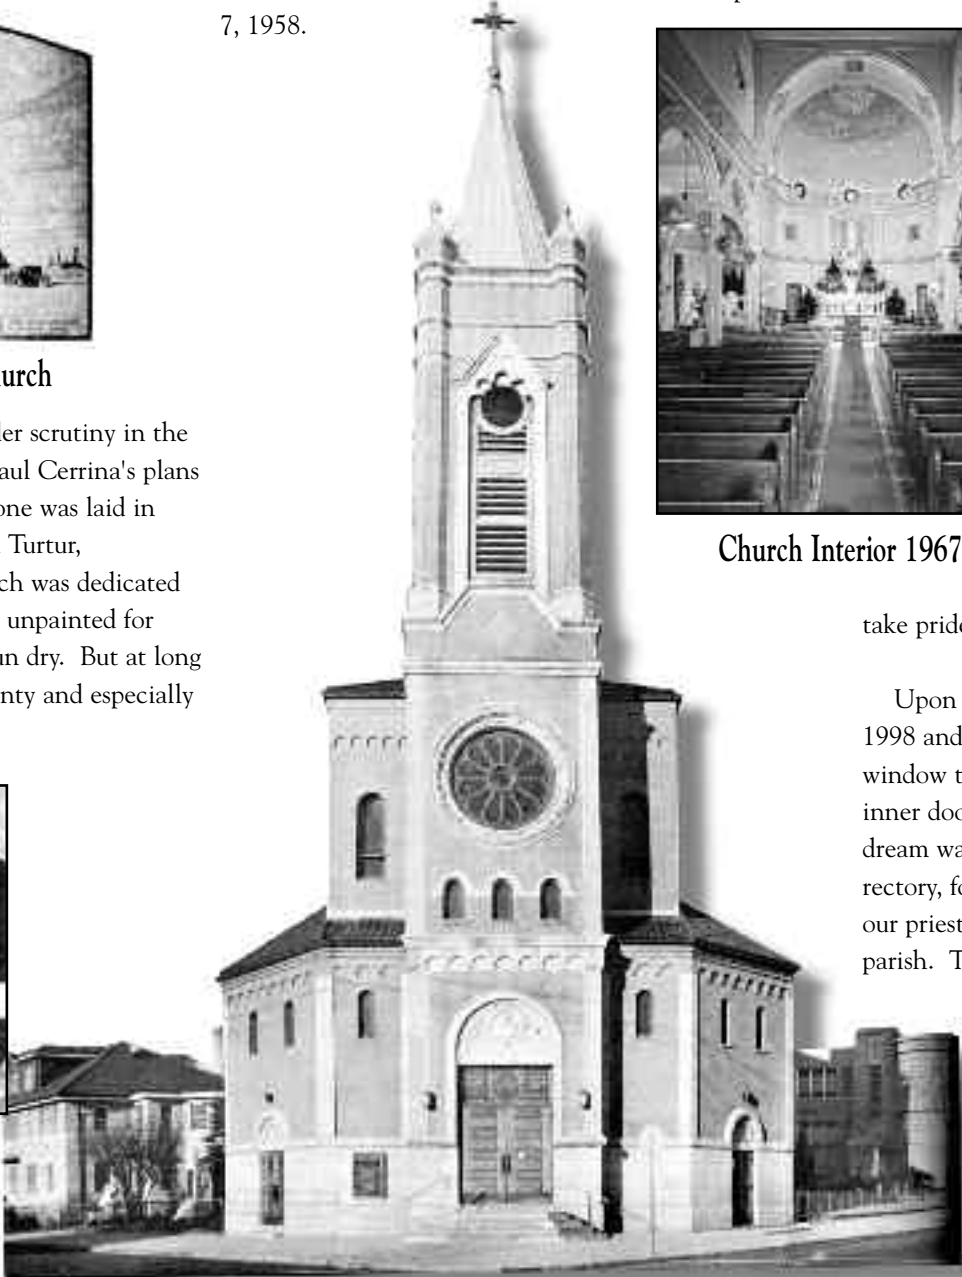 7, 1958.
urch
ler scrutiny in the
aul Cerrina's plans
one was laid in
Turtur,
ch was dedicated
unpainted for
un dry.  But at long
nty and especially
Church Interior 1967
take pride
Upon
1998 and
window t
inner doo
dream wa
rectory, fo
our priest
parish.  T